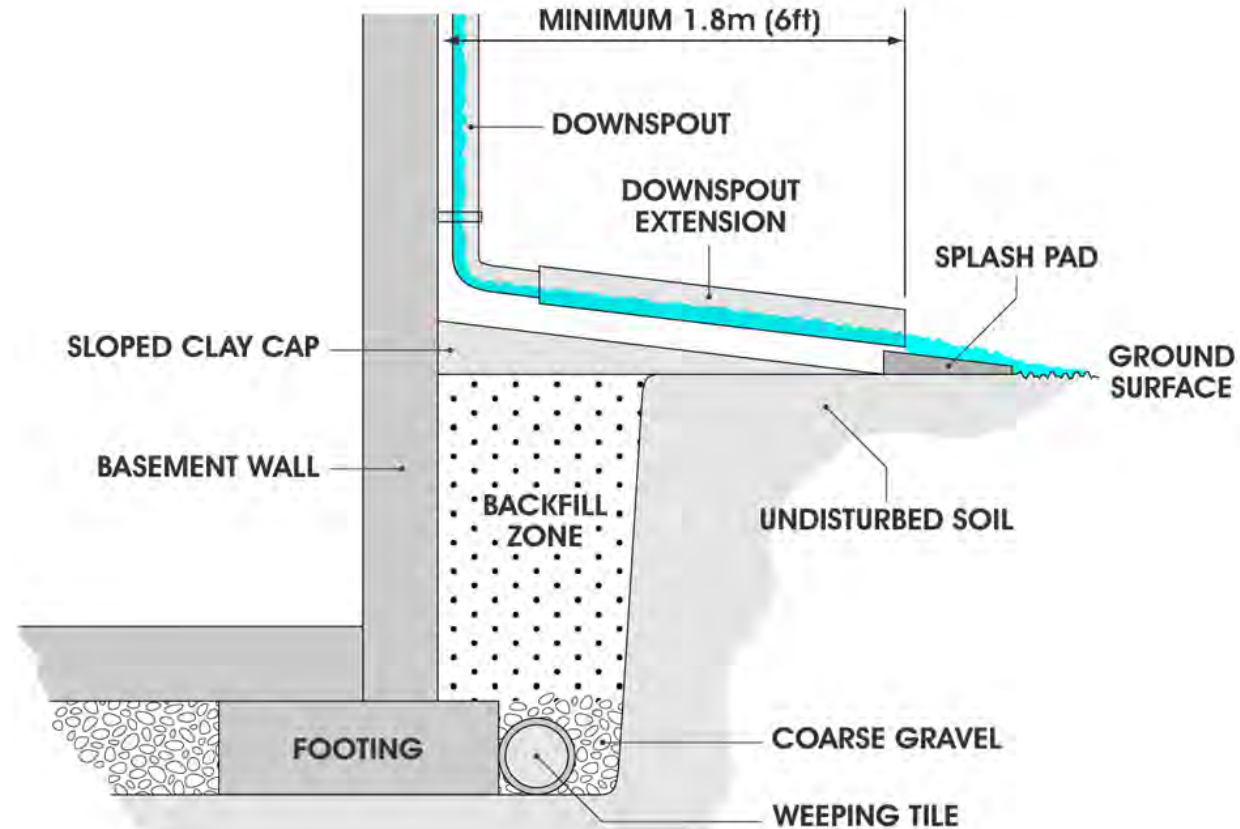 MINIMUM 1.8m (6ft)
DOWNSPOUT
DOWNSPOUT
EXTENSION
SPLASH PAD
SLOPED CLAY CAP
GROUND
SURFACE
BASEMENT WALL
BACKFILL
ZONE
UNDISTURBED SOIL
FOOTING
COARSE GRAVEL
WEEPING TILE